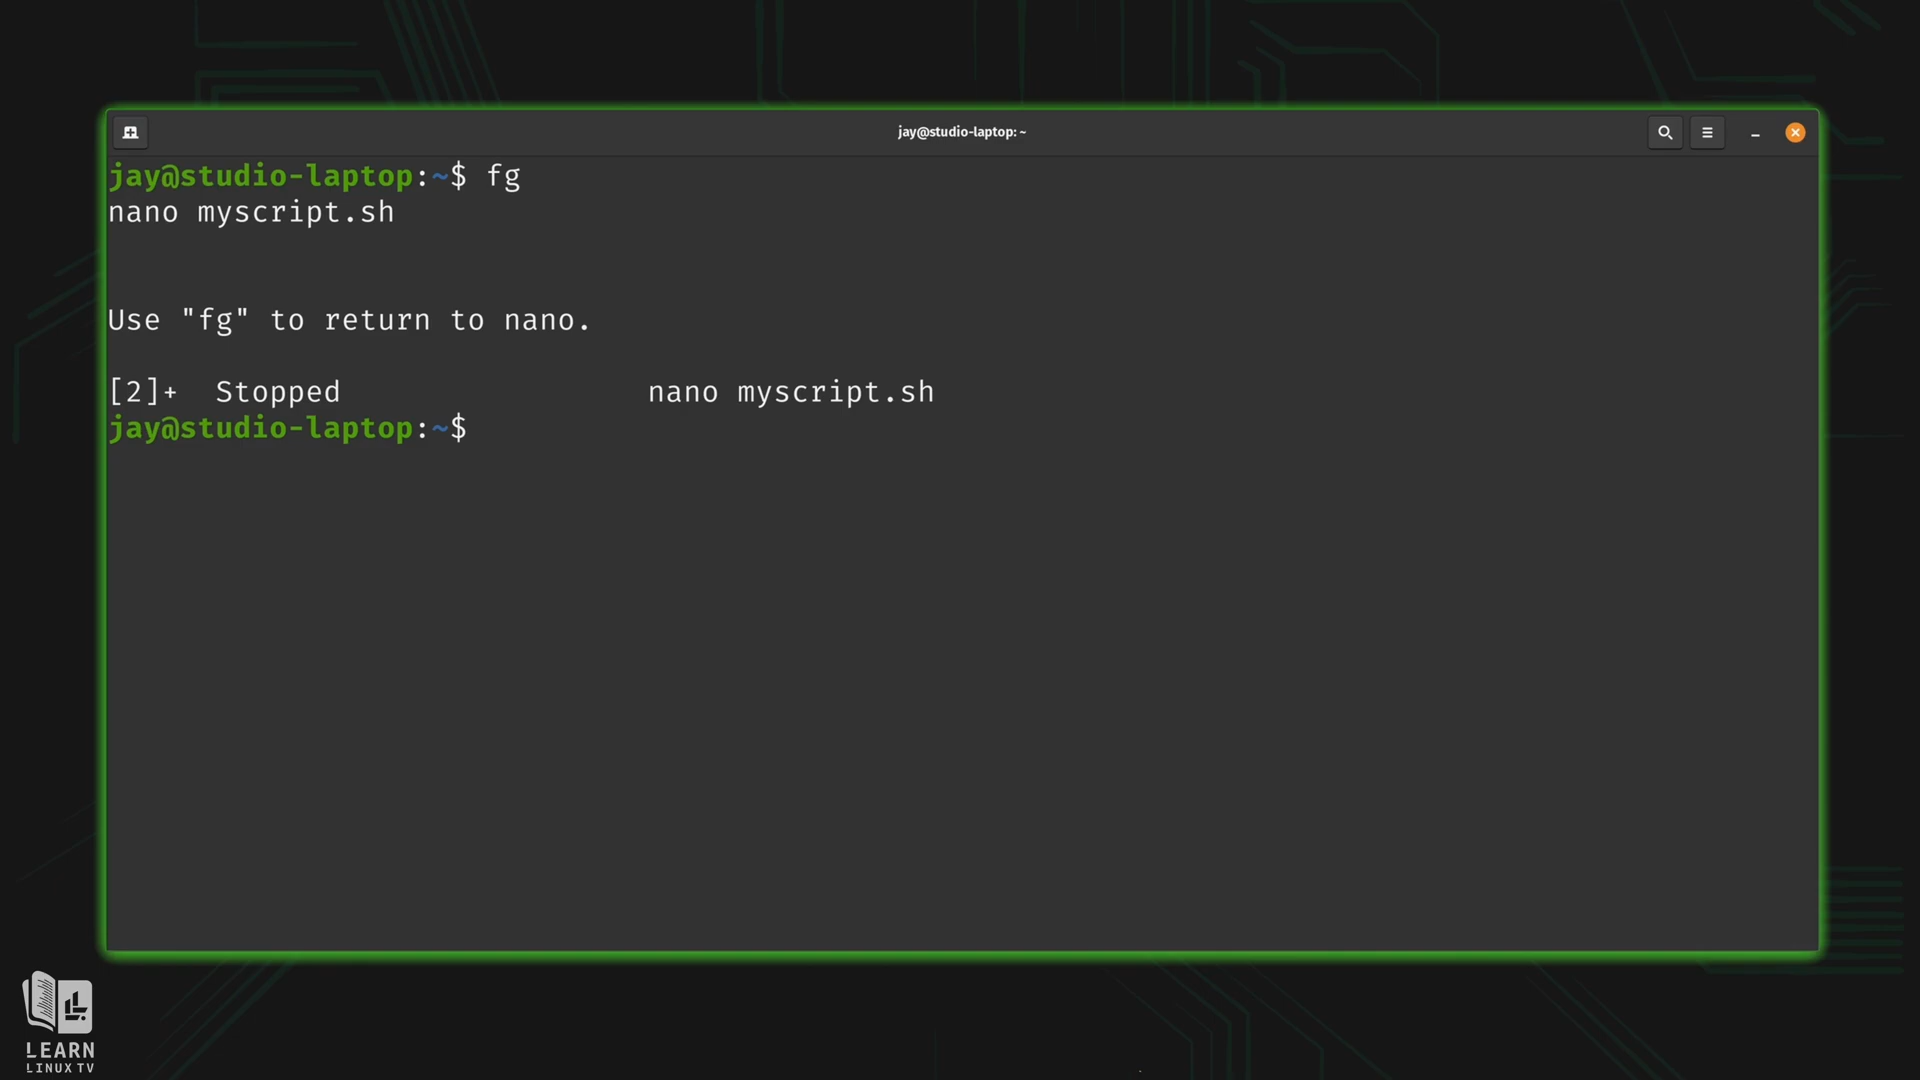 jay@studio-laptop: ~
jay@studio-laptop:~$ fg
nano myscript.sh
Use "fg" to return to nano.
[2]+  Stopped                 nano myscript.sh
jay@studio-laptop:~$
LEARN
LINUX TV